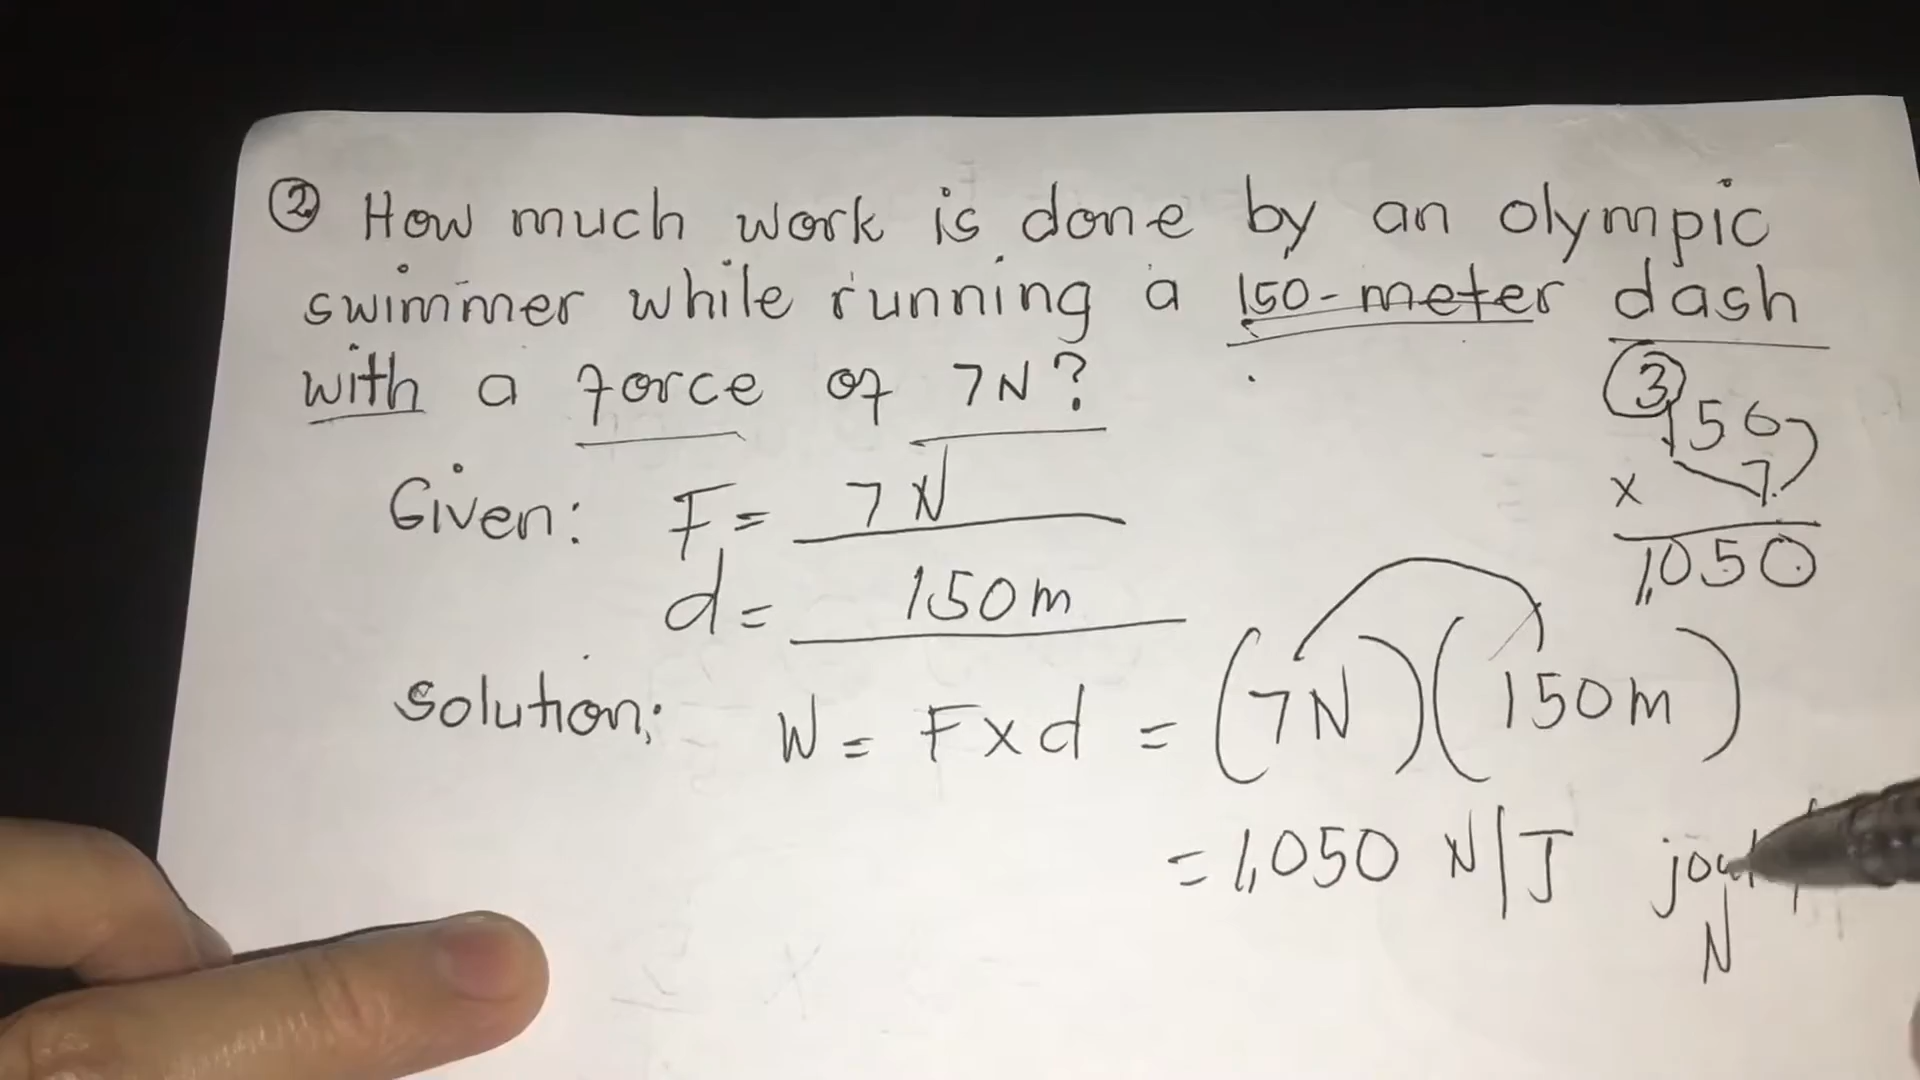 ② How much work is done by an olympic
swimmer while running a 150-meter dash
with a force of 7N?
③
150
x 7
1,050
Given: F = 7N
d = 150m
Solution: W = F x d = (7N)(150m)
= 1,050 N/J
N